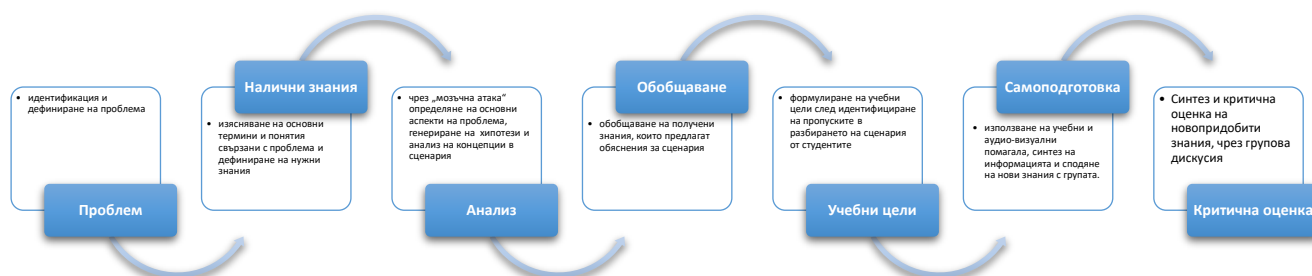 • идентификация и
дефиниране на проблема
Проблем
Налични знания
• изясняване на основни
термини и понятия
свързани с проблема и
дефиниране на нужни
знания
• чрез „мозъчна атака“
определяне на основни
аспекти на проблема,
генериране на хипотези и
анализ на концепции в
сценария
Анализ
Обобщаване
• обобщаване на получени
знания, които предлагат
обяснения за сценария
• формулиране на учебни
цели след идентифициране
на пропуските в
разбирането на сценария
от студентите
Учебни цели
Самоподготовка
• използване на учебни и
аудио-визуални
помагала, синтез на
информацията и сподяне
на нови знания с групата.
• Синтез и критична
оценка на
новопридобити
знания, чрез групова
дискусия
Критична оценка